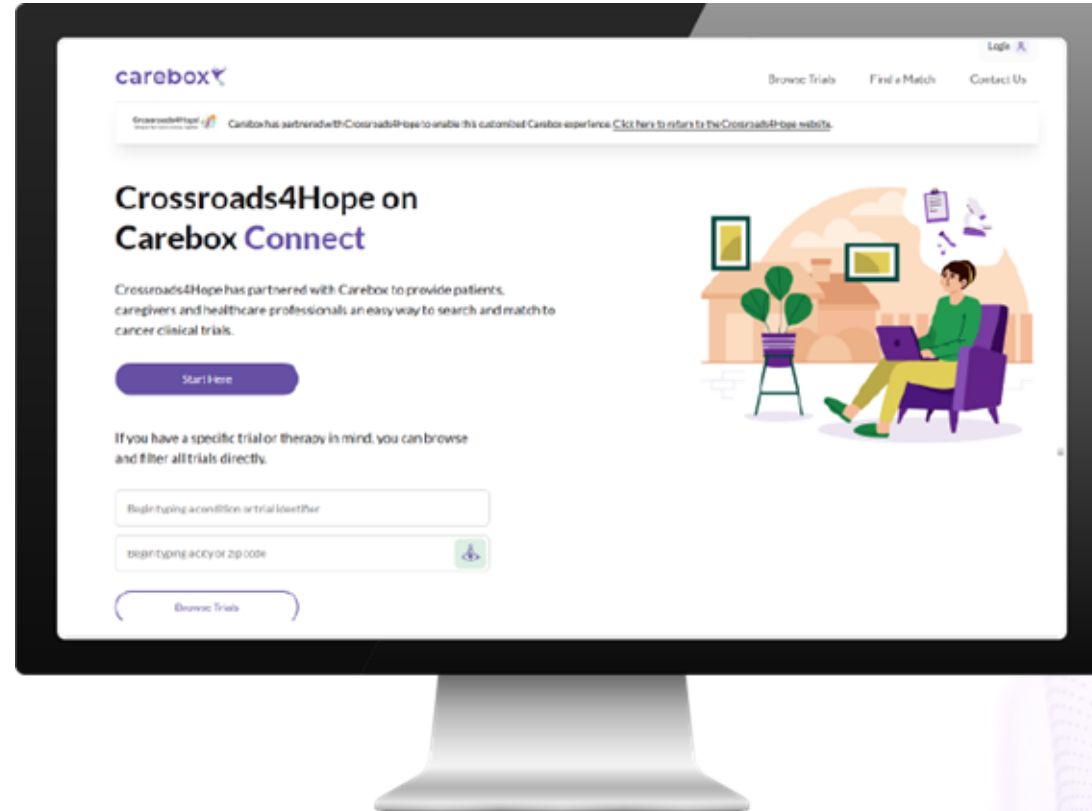 Login
carebox
Browse Trials Find a Match Contact Us
Crossroads4Hope
Carebox has partnered with Crossroads4Hope to enable this customized Carebox experience. Click here to return to the Crossroads4Hope website.
Crossroads4Hope on
Carebox Connect
Crossroads4Hope has partnered with Carebox to provide patients,
caregivers and healthcare professionals an easy way to search and match to
cancer clinical trials.
Start Here
If you have a specific trial or therapy in mind, you can browse
and filter all trials directly.
Begin typing a condition or trial identifier
Begin typing a city or zip code
Browse Trials